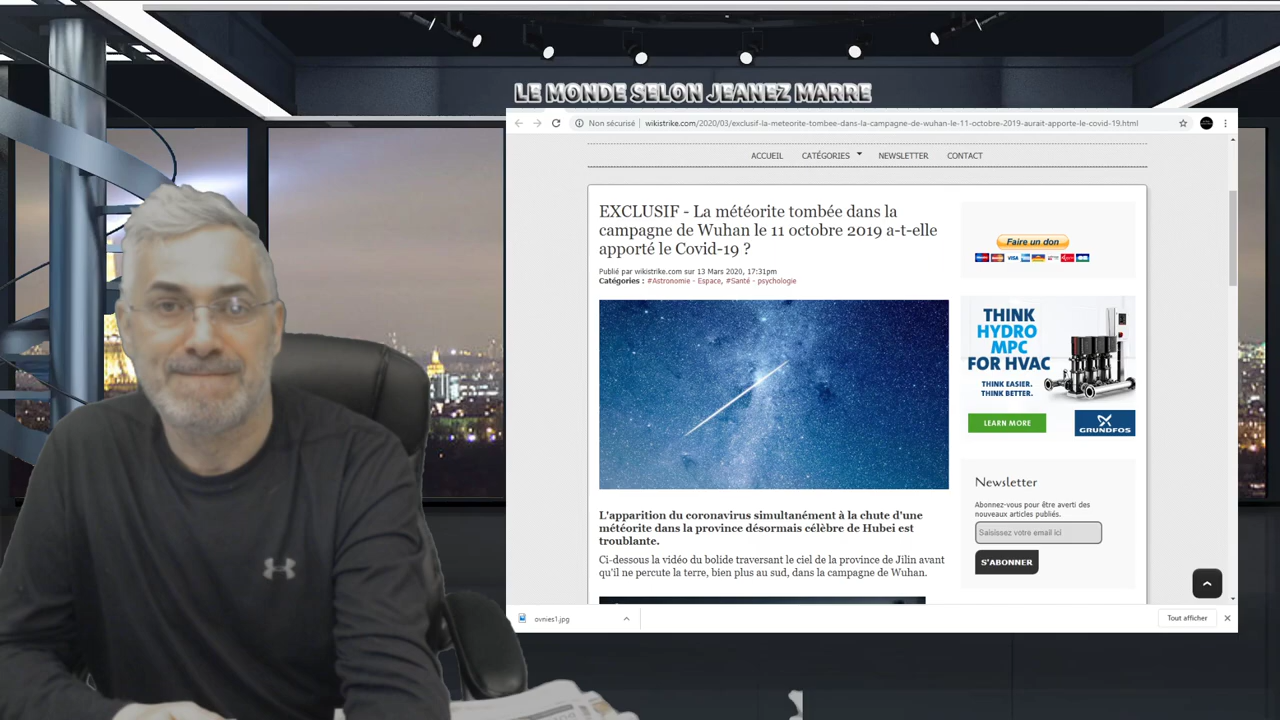 LE MONDE SELON JEANEZ MARRE
Non sécurisé
wikistrike.com/2020/03/exclusif-la-meteorite-tombee-dans-la-campagne-de-wuhan-le-11-octobre-2019-aurait-apporte-le-covid-19.html
ACCUEIL CATÉGORIES NEWSLETTER CONTACT
EXCLUSIF - La météorite tombée dans la
campagne de Wuhan le 11 octobre 2019 a-t-elle
apporté le Covid-19 ?
Publié par wikistrike.com sur 13 Mars 2020, 17:31pm
Catégories : #Astronomie - Espace, #Santé - psychologie
L'apparition du coronavirus simultanément à la chute d'une
météorite dans la province désormais célèbre de Hubei est
troublante.
Ci-dessous la vidéo du bolide traversant le ciel de la province de Jilin avant
qu'il ne percute la terre, bien plus au sud, dans la campagne de Wuhan.
Faire un don
VISA
THINK
HYDRO
MPC
FOR HVAC
THINK EASIER.
THINK BETTER.
LEARN MORE
GRUNDFOS
Newsletter
Abonnez-vous pour être averti des
nouveaux articles publiés.
Saisissez votre email ici
S'ABONNER
ovnies1.jpg
Tout afficher